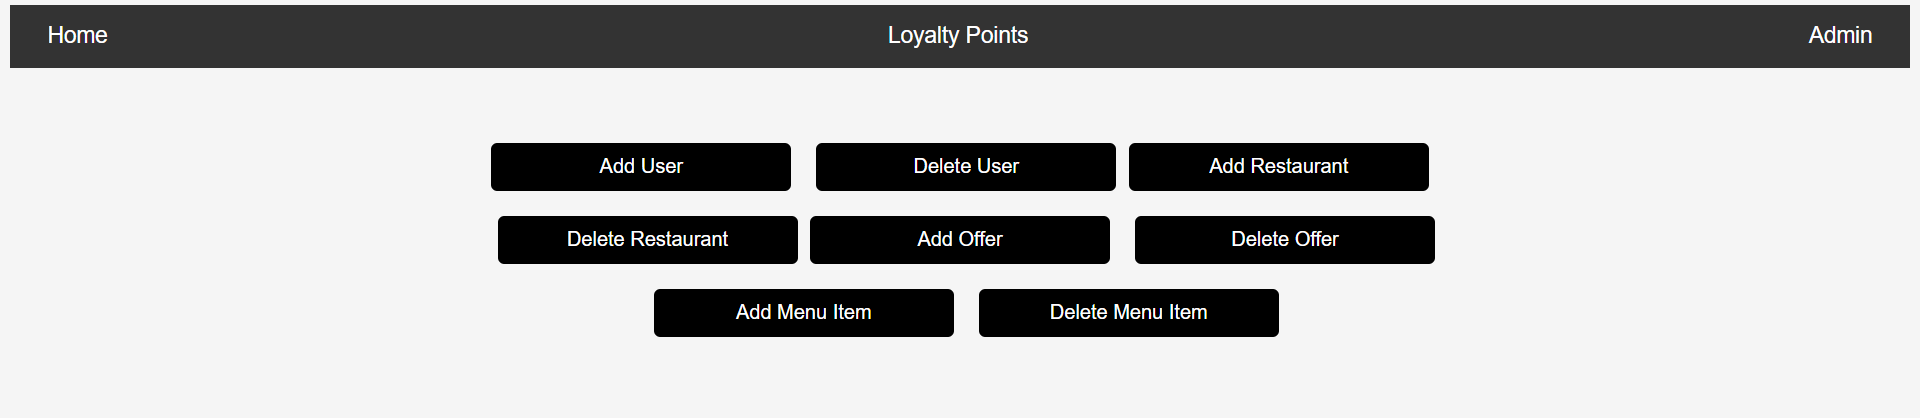 Home Loyalty Points Admin
Add User Delete User Add Restaurant
Delete Restaurant Add Offer Delete Offer
Add Menu Item Delete Menu Item